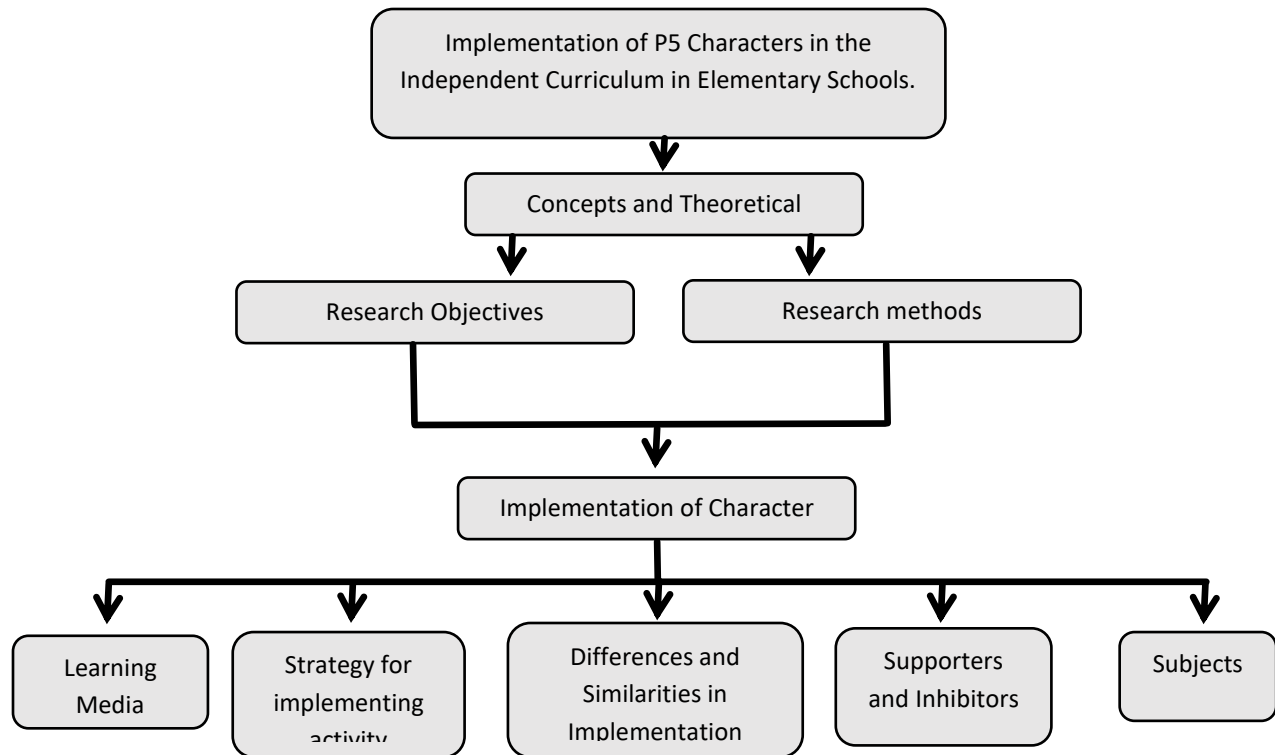 Implementation of P5 Characters in the
Independent Curriculum in Elementary Schools.
Concepts and Theoretical
Research Objectives
Research methods
Implementation of Character
Learning
Media
Strategy for
implementing
activity
Differences and
Similarities in
Implementation
Supporters
and Inhibitors
Subjects